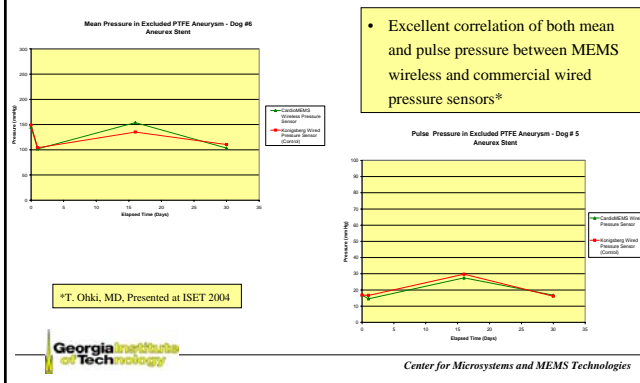 Mean Pressure in Excluded PTFE Aneurysm - Dog #6
Aneurex Stent
300
250
200
150
100
50
0
Pressure (mmHg)
0 5 10 15 20 25 30 35
Elapsed Time (Days)
CardioMEMS
Wireless Pressure
Sensor
Konigsberg Wired
Pressure Sensor
(Control)
• Excellent correlation of both mean
and pulse pressure between MEMS
wireless and commercial wired
pressure sensors*
Pulse Pressure in Excluded PTFE Aneurysm - Dog # 5
Aneurex Stent
100
90
80
70
60
50
40
30
20
10
0
Pressure (mmHg)
0 5 10 15 20 25 30 35
Elapsed Time (Days)
CardioMEMS Wirel
Pressure Sensor
Konigsberg Wired
Pressure Sensor
(Control)
*T. Ohki, MD, Presented at ISET 2004
Georgia Institute
of Technology
Center for Microsystems and MEMS Technologies